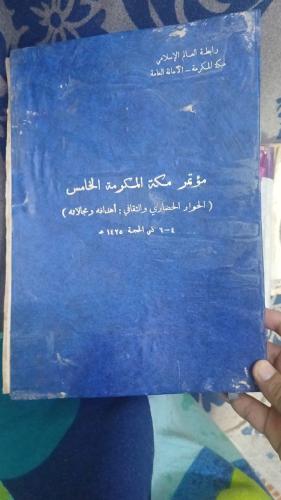 رابطة العالم الإسلامي
مكة المكرمة - الأمانة العامة
مؤتمر مكة المكرمة الخامس
( الحوار الحضاري والثقافي : أهدافه ومجالاته )
٤-٦ ذي الحجة ١٤٢٥ هـ